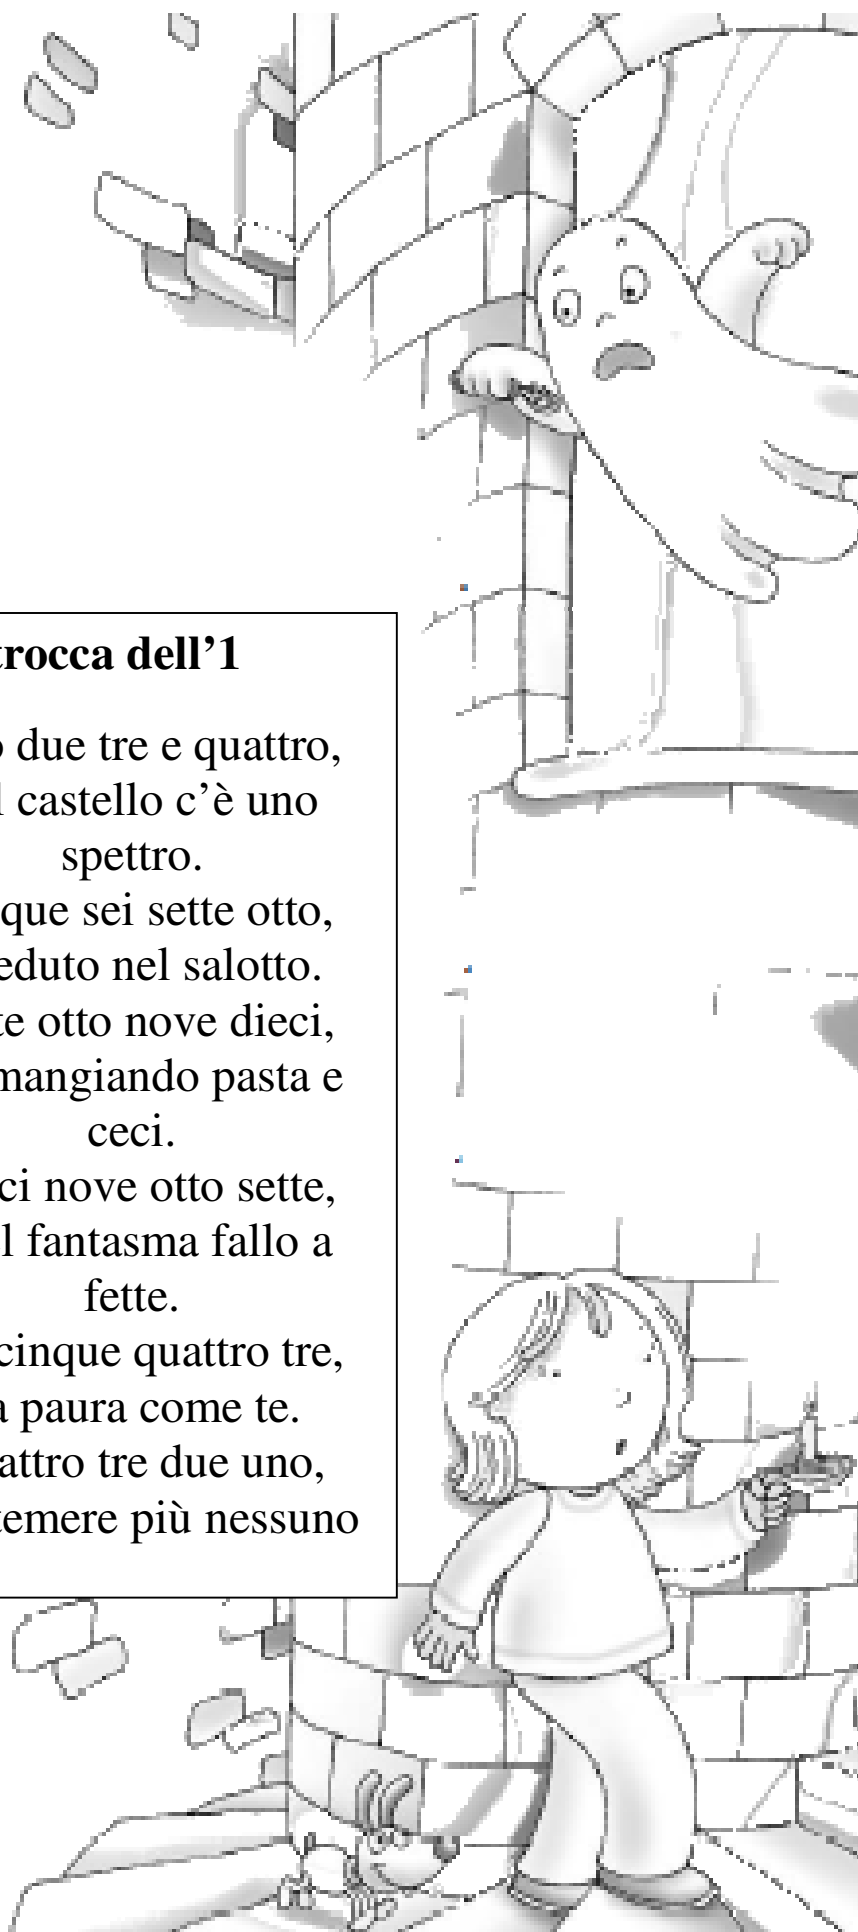 trocca dell'1
due tre e quattro,
l castello c'è uno
spettro.
que sei sette otto,
eduto nel salotto.
te otto nove dieci,
mangiando pasta e
ceci.
ci nove otto sette,
l fantasma fallo a
fette.
cinque quattro tre,
a paura come te.
attro tre due uno,
temere più nessuno